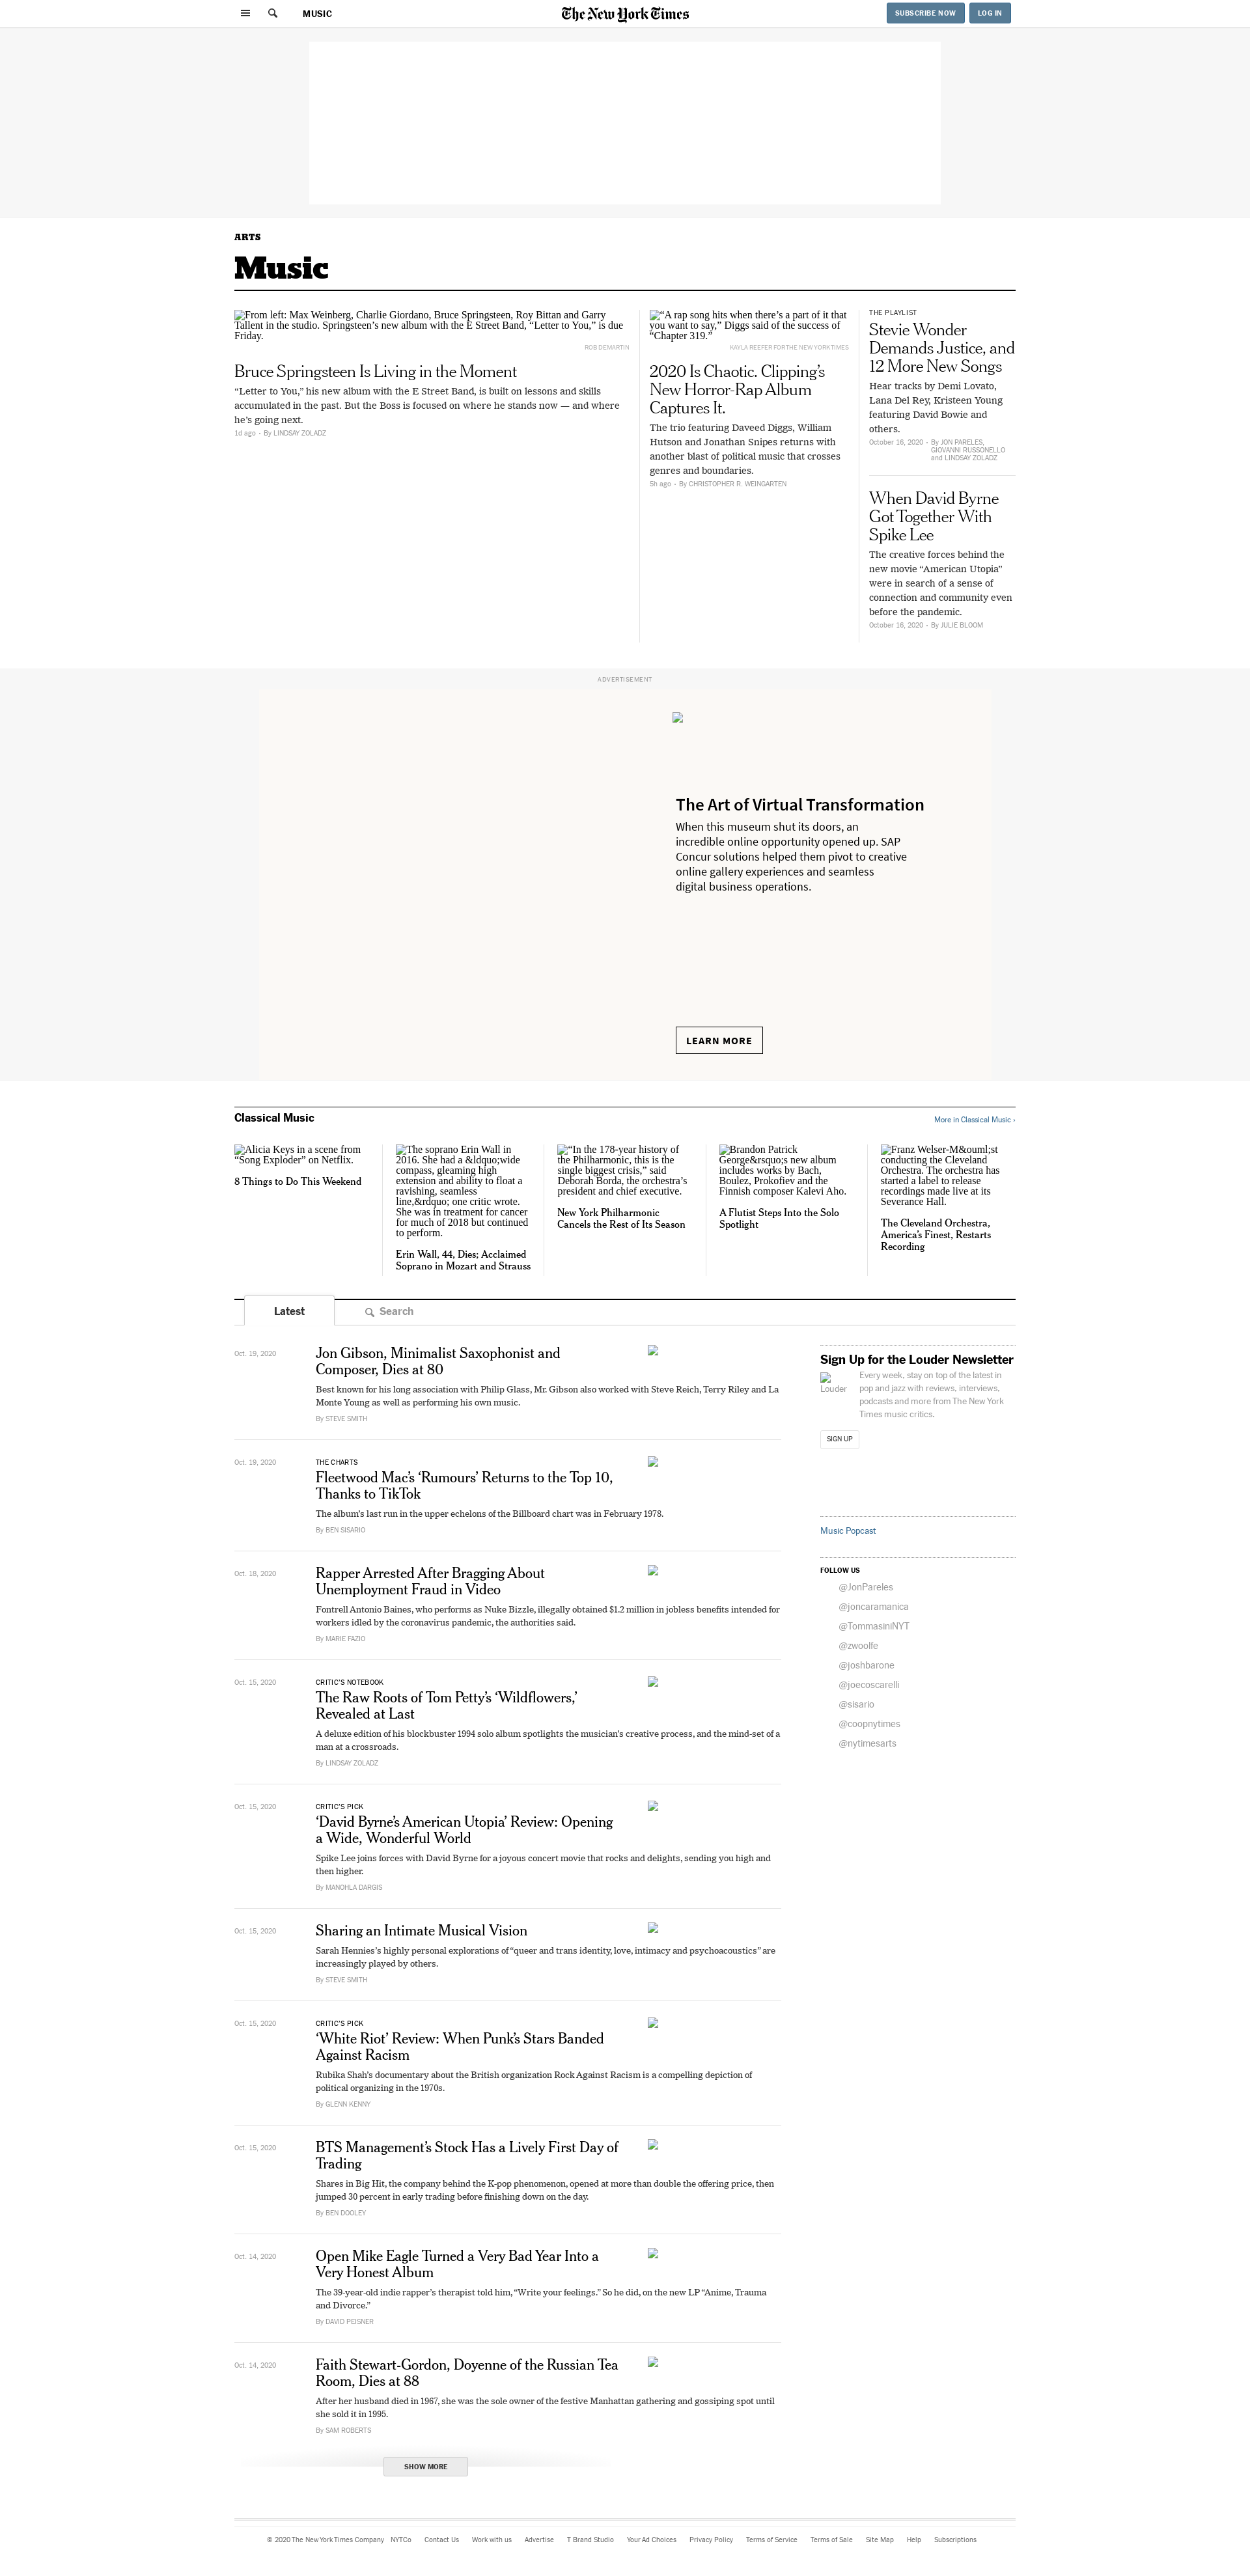 MUSIC
The New York Times
SUBSCRIBE NOW
LOG IN
ARTS
Music
From left: Max Weinberg, Charlie Giordano, Bruce Springsteen, Roy Bittan and Garry
Tallent in the studio. Springsteen’s new album with the E Street Band, “Letter to You,” is due
Friday.
ROB DEMARTIN
Bruce Springsteen Is Living in the Moment
“Letter to You,” his new album with the E Street Band, is built on lessons and skills
accumulated in the past. But the Boss is focused on where he stands now — and where
he’s going next.
1d ago • By LINDSAY ZOLADZ
“A rap song hits when there’s a part of it that
you want to say,” Diggs said of the success of
“Chapter 319.”
KAYLA REEFER FOR THE NEW YORK TIMES
2020 Is Chaotic. Clipping’s
New Horror-Rap Album
Captures It.
The trio featuring Daveed Diggs, William
Hutson and Jonathan Snipes returns with
another blast of political music that crosses
genres and boundaries.
5h ago • By CHRISTOPHER R. WEINGARTEN
THE PLAYLIST
Stevie Wonder
Demands Justice, and
12 More New Songs
Hear tracks by Demi Lovato,
Lana Del Rey, Kristeen Young
featuring David Bowie and
others.
October 16, 2020 • By JON PARELES,
GIOVANNI RUSSONELLO
and LINDSAY ZOLADZ
When David Byrne
Got Together With
Spike Lee
The creative forces behind the
new movie “American Utopia”
were in search of a sense of
connection and community even
before the pandemic.
October 16, 2020 • By JULIE BLOOM
ADVERTISEMENT
The Art of Virtual Transformation
When this museum shut its doors, an
incredible online opportunity opened up. SAP
Concur solutions helped them pivot to creative
online gallery experiences and seamless
digital business operations.
LEARN MORE
Classical Music
More in Classical Music ›
Alicia Keys in a scene from
“Song Exploder” on Netflix.
8 Things to Do This Weekend
The soprano Erin Wall in
2016. She had a &ldquo;wide
compass, gleaming high
extension and ability to float a
ravishing, seamless
line,&rdquo; one critic wrote.
She was in treatment for cancer
for much of 2018 but continued
to perform.
Erin Wall, 44, Dies; Acclaimed
Soprano in Mozart and Strauss
“In the 178-year history of
the Philharmonic, this is the
single biggest crisis,” said
Deborah Borda, the orchestra’s
president and chief executive.
New York Philharmonic
Cancels the Rest of Its Season
Brandon Patrick
George&rsquo;s new album
includes works by Bach,
Boulez, Prokofiev and the
Finnish composer Kalevi Aho.
A Flutist Steps Into the Solo
Spotlight
Franz Welser-M&ouml;st
conducting the Cleveland
Orchestra. The orchestra has
started a label to release
recordings made live at its
Severance Hall.
The Cleveland Orchestra,
America’s Finest, Restarts
Recording
Latest
Search
Oct. 19, 2020
Jon Gibson, Minimalist Saxophonist and
Composer, Dies at 80
Best known for his long association with Philip Glass, Mr. Gibson also worked with Steve Reich, Terry Riley and La
Monte Young as well as performing his own music.
By STEVE SMITH
Oct. 19, 2020
THE CHARTS
Fleetwood Mac’s ‘Rumours’ Returns to the Top 10,
Thanks to TikTok
The album’s last run in the upper echelons of the Billboard chart was in February 1978.
By BEN SISARIO
Oct. 18, 2020
Rapper Arrested After Bragging About
Unemployment Fraud in Video
Fontrell Antonio Baines, who performs as Nuke Bizzle, illegally obtained $1.2 million in jobless benefits intended for
workers idled by the coronavirus pandemic, the authorities said.
By MARIE FAZIO
Oct. 15, 2020
CRITIC’S NOTEBOOK
The Raw Roots of Tom Petty’s ‘Wildflowers,’
Revealed at Last
A deluxe edition of his blockbuster 1994 solo album spotlights the musician’s creative process, and the mind-set of a
man at a crossroads.
By LINDSAY ZOLADZ
Oct. 15, 2020
CRITIC’S PICK
‘David Byrne’s American Utopia’ Review: Opening
a Wide, Wonderful World
Spike Lee joins forces with David Byrne for a joyous concert movie that rocks and delights, sending you high and
then higher.
By MANOHLA DARGIS
Oct. 15, 2020
Sharing an Intimate Musical Vision
Sarah Hennies’s highly personal explorations of “queer and trans identity, love, intimacy and psychoacoustics” are
increasingly played by others.
By STEVE SMITH
Oct. 15, 2020
CRITIC’S PICK
‘White Riot’ Review: When Punk’s Stars Banded
Against Racism
Rubika Shah’s documentary about the British organization Rock Against Racism is a compelling depiction of
political organizing in the 1970s.
By GLENN KENNY
Oct. 15, 2020
BTS Management’s Stock Has a Lively First Day of
Trading
Shares in Big Hit, the company behind the K-pop phenomenon, opened at more than double the offering price, then
jumped 30 percent in early trading before finishing down on the day.
By BEN DOOLEY
Oct. 14, 2020
Open Mike Eagle Turned a Very Bad Year Into a
Very Honest Album
The 39-year-old indie rapper’s therapist told him, “Write your feelings.” So he did, on the new LP “Anime, Trauma
and Divorce.”
By DAVID PEISNER
Oct. 14, 2020
Faith Stewart-Gordon, Doyenne of the Russian Tea
Room, Dies at 88
After her husband died in 1967, she was the sole owner of the festive Manhattan gathering and gossiping spot until
she sold it in 1995.
By SAM ROBERTS
SHOW MORE
Sign Up for the Louder Newsletter
Louder
Every week, stay on top of the latest in
pop and jazz with reviews, interviews,
podcasts and more from The New York
Times music critics.
SIGN UP
Music Popcast
FOLLOW US
@JonPareles
@joncaramanica
@TommasiniNYT
@zwoolfe
@joshbarone
@joecoscarelli
@sisario
@coopnytimes
@nytimesarts
© 2020 The New York Times Company NYTCo Contact Us Work with us Advertise T Brand Studio Your Ad Choices Privacy Policy Terms of Service Terms of Sale Site Map Help Subscriptions